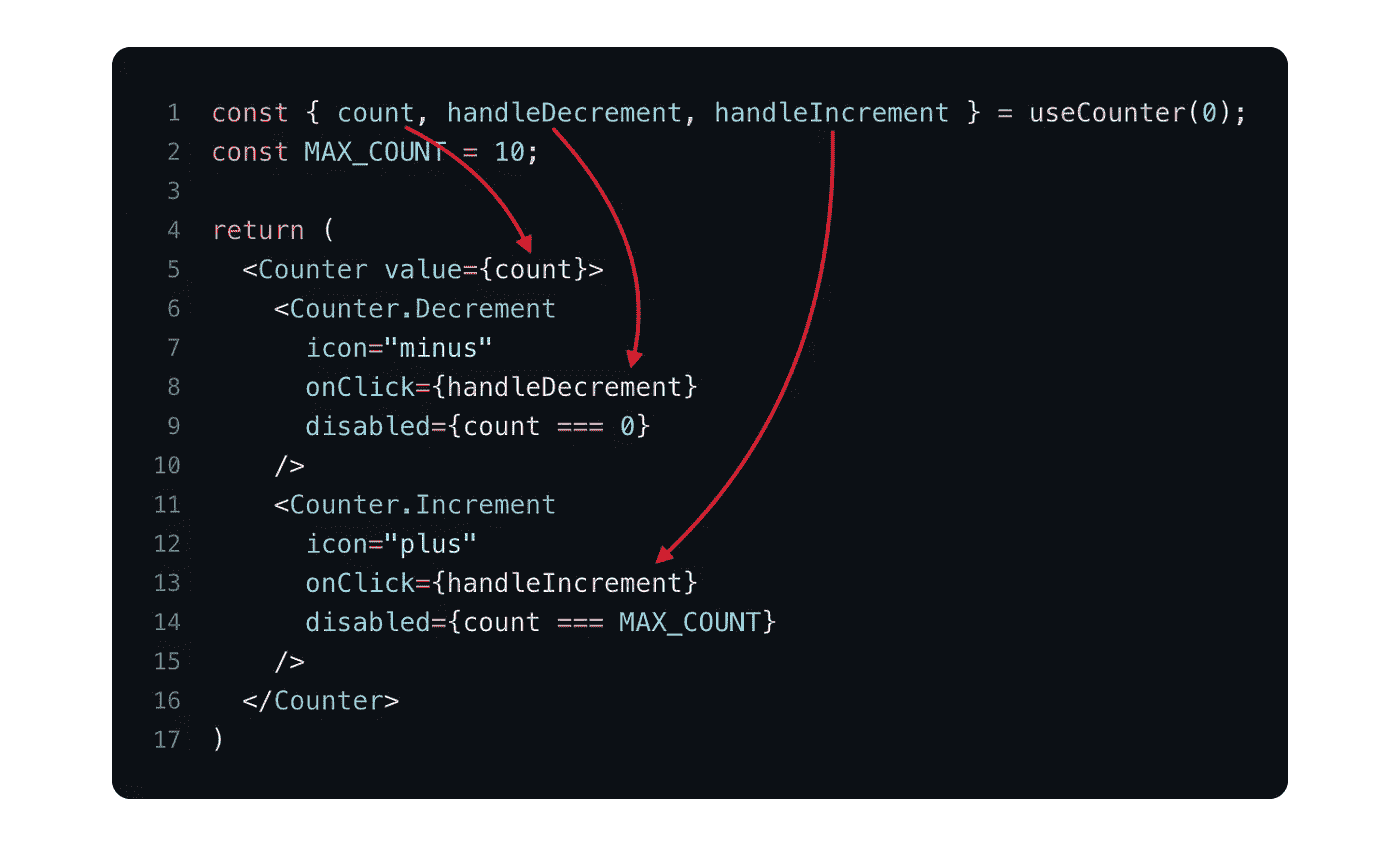 1 const { count, handleDecrement, handleIncrement } = useCounter(0);
2 const MAX_COUNT = 10;
3
4 return (
5   <Counter value={count}>
6     <Counter.Decrement
7       icon="minus"
8       onClick={handleDecrement}
9       disabled={count === 0}
10     />
11     <Counter.Increment
12       icon="plus"
13       onClick={handleIncrement}
14       disabled={count === MAX_COUNT}
15     />
16   </Counter>
17 )